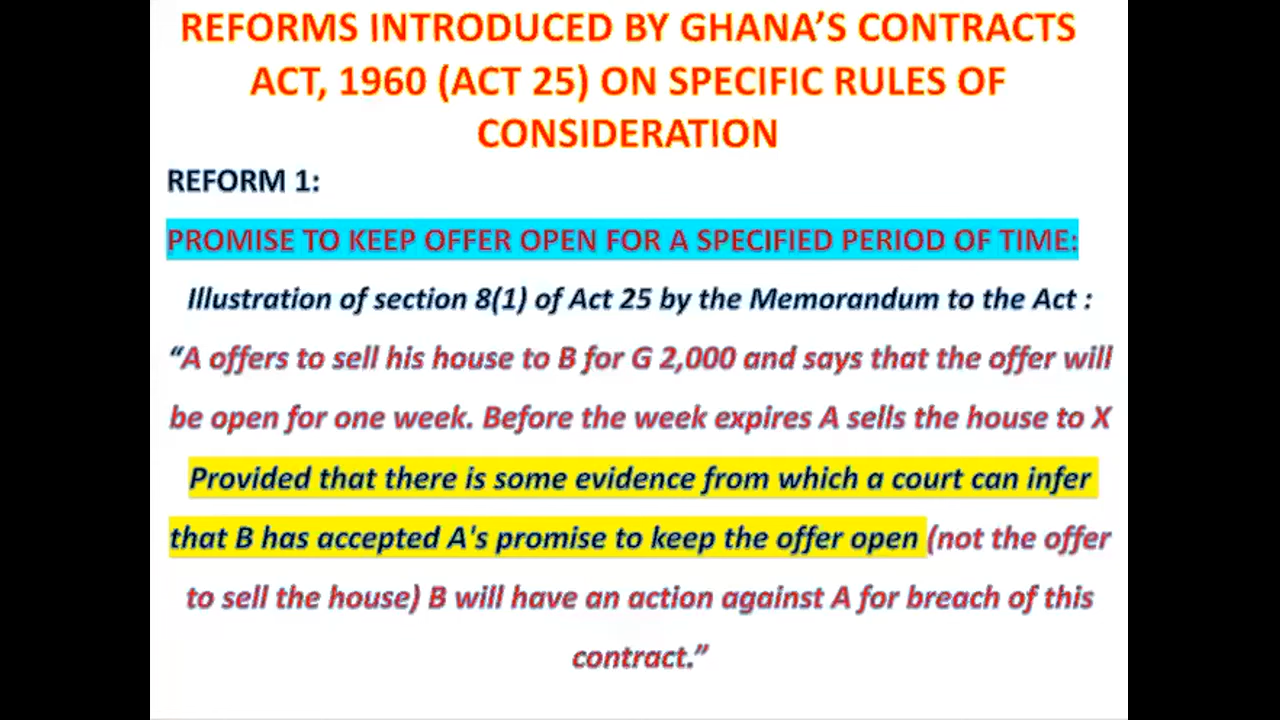 REFORMS INTRODUCED BY GHANA’S CONTRACTS
ACT, 1960 (ACT 25) ON SPECIFIC RULES OF
CONSIDERATION
REFORM 1:
PROMISE TO KEEP OFFER OPEN FOR A SPECIFIED PERIOD OF TIME:
Illustration of section 8(1) of Act 25 by the Memorandum to the Act :
“A offers to sell his house to B for G 2,000 and says that the offer will
be open for one week. Before the week expires A sells the house to X
Provided that there is some evidence from which a court can infer
that B has accepted A's promise to keep the offer open (not the offer
to sell the house) B will have an action against A for breach of this
contract.”